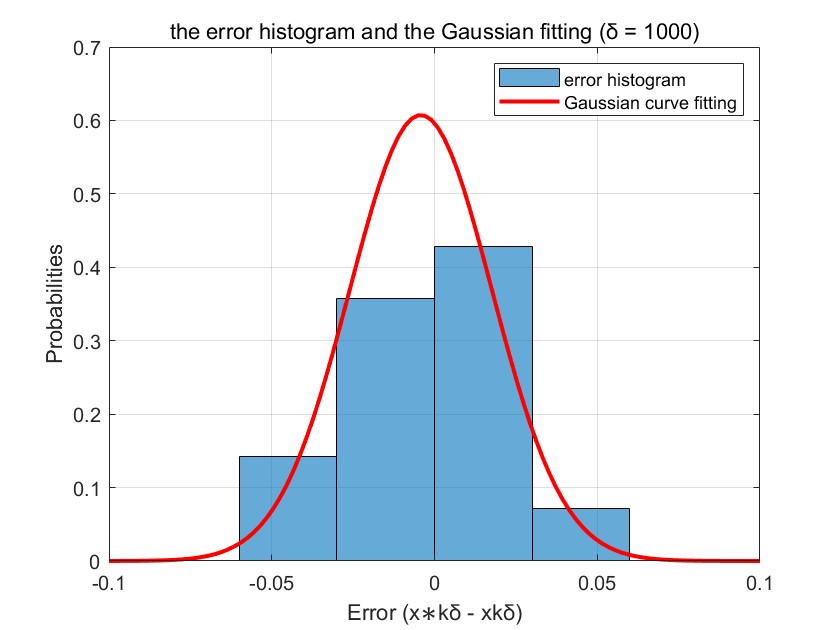 the error histogram and the Gaussian fitting (δ = 1000)
error histogram
Gaussian curve fitting
Probabilities
0.7
0.6
0.5
0.4
0.3
0.2
0.1
0
-0.1
-0.05
0
0.05
0.1
Error (x∗kδ - xkδ)